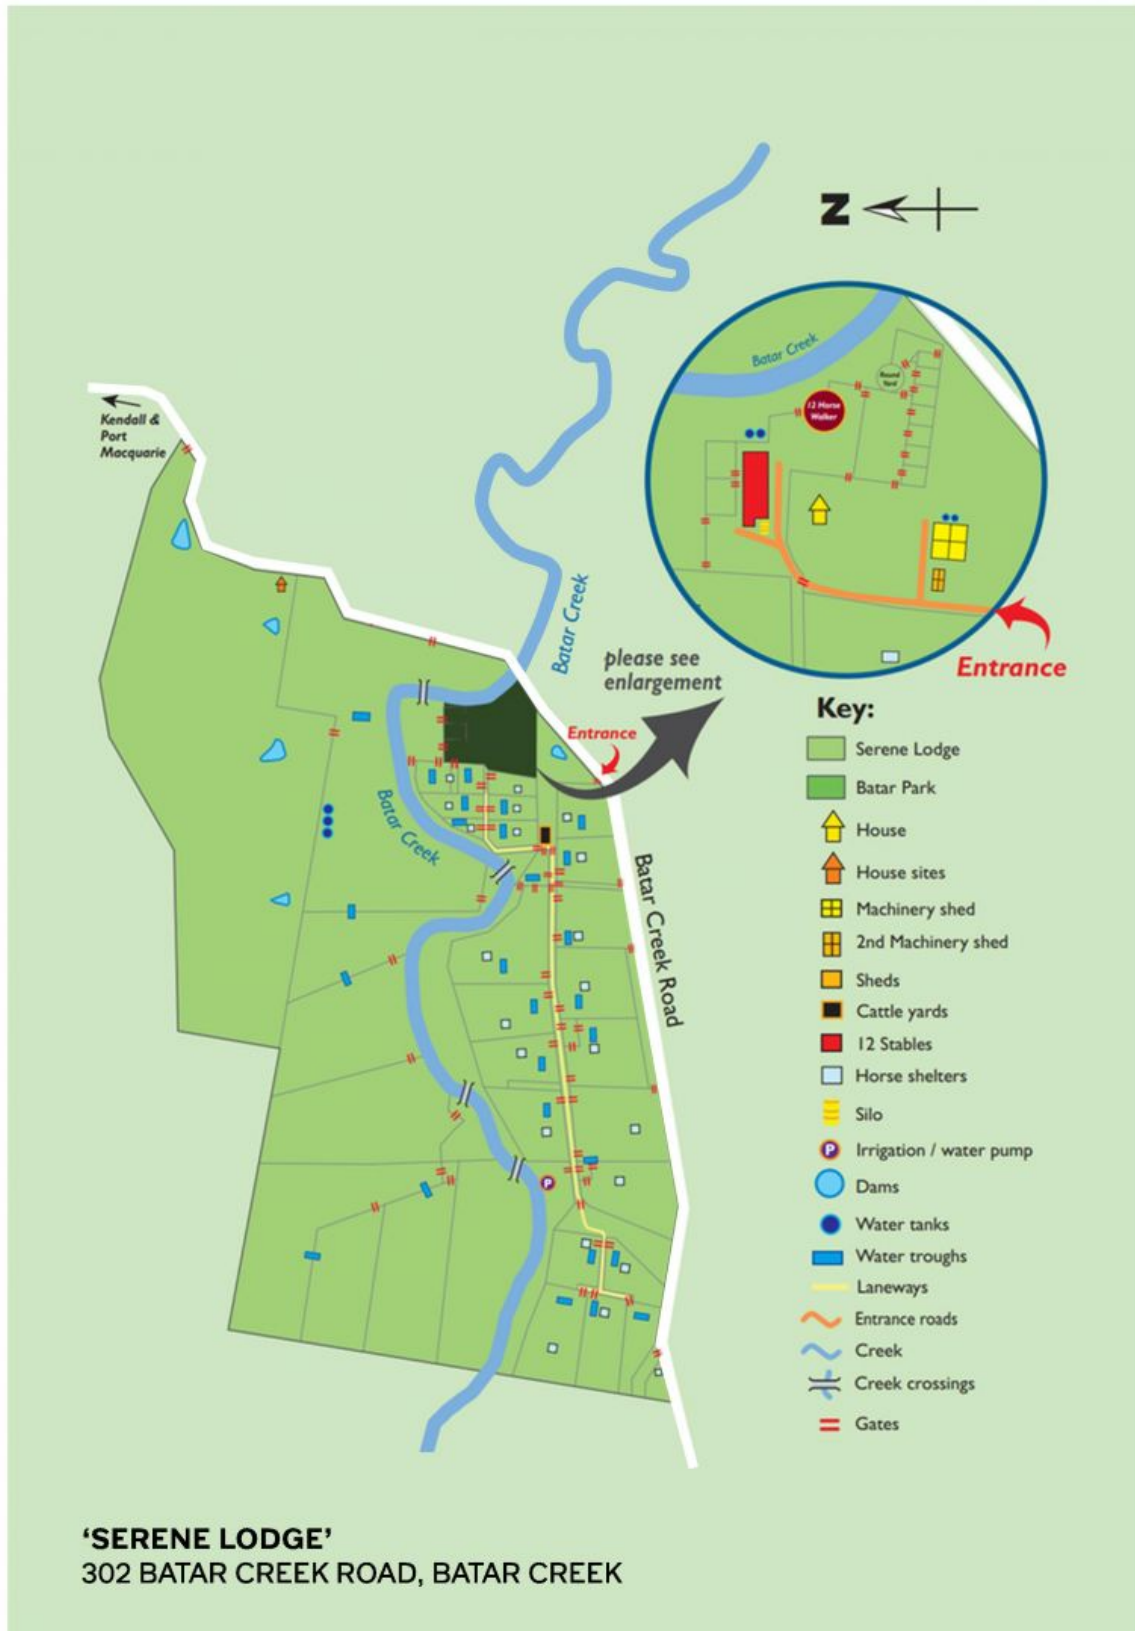 N
Kendall &
Port
Macquarie
Batar Creek
Round
Yard
12 Horse
Walker
Entrance
Batar Creek
please see
enlargement
Entrance
Batar Creek
Batar Creek Road
P
Key:
Serene Lodge
Batar Park
House
House sites
Machinery shed
2nd Machinery shed
Sheds
Cattle yards
12 Stables
Horse shelters
Silo
P Irrigation / water pump
Dams
Water tanks
Water troughs
Laneways
Entrance roads
Creek
Creek crossings
Gates
'SERENE LODGE'
302 BATAR CREEK ROAD, BATAR CREEK